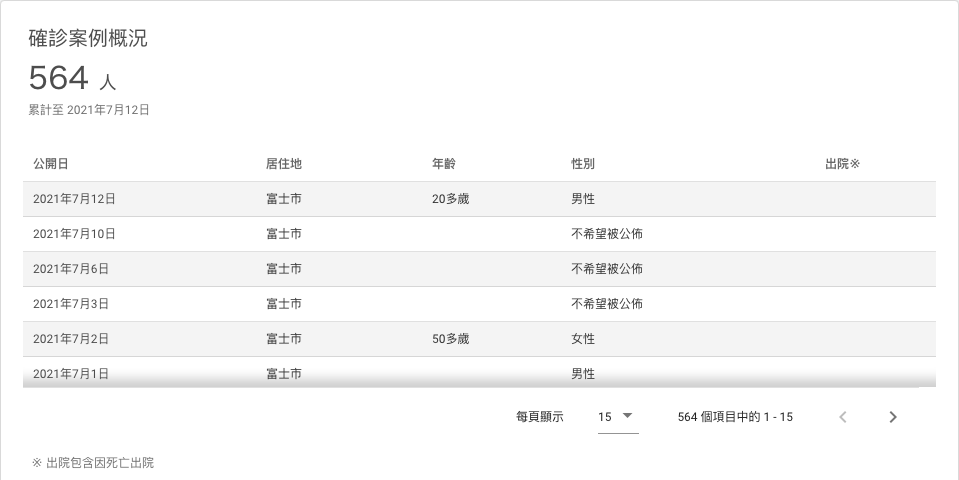 確診案例概況
564 人
累計至 2021年7月12日
公開日 居住地 年齡 性別 出院※
2021年7月12日 富士市 20多歲 男性
2021年7月10日 富士市 不希望被公佈
2021年7月6日 富士市 不希望被公佈
2021年7月3日 富士市 不希望被公佈
2021年7月2日 富士市 50多歲 女性
2021年7月1日 富士市 男性
每頁顯示 15 564 個項目中的 1 - 15
※ 出院包含因死亡出院